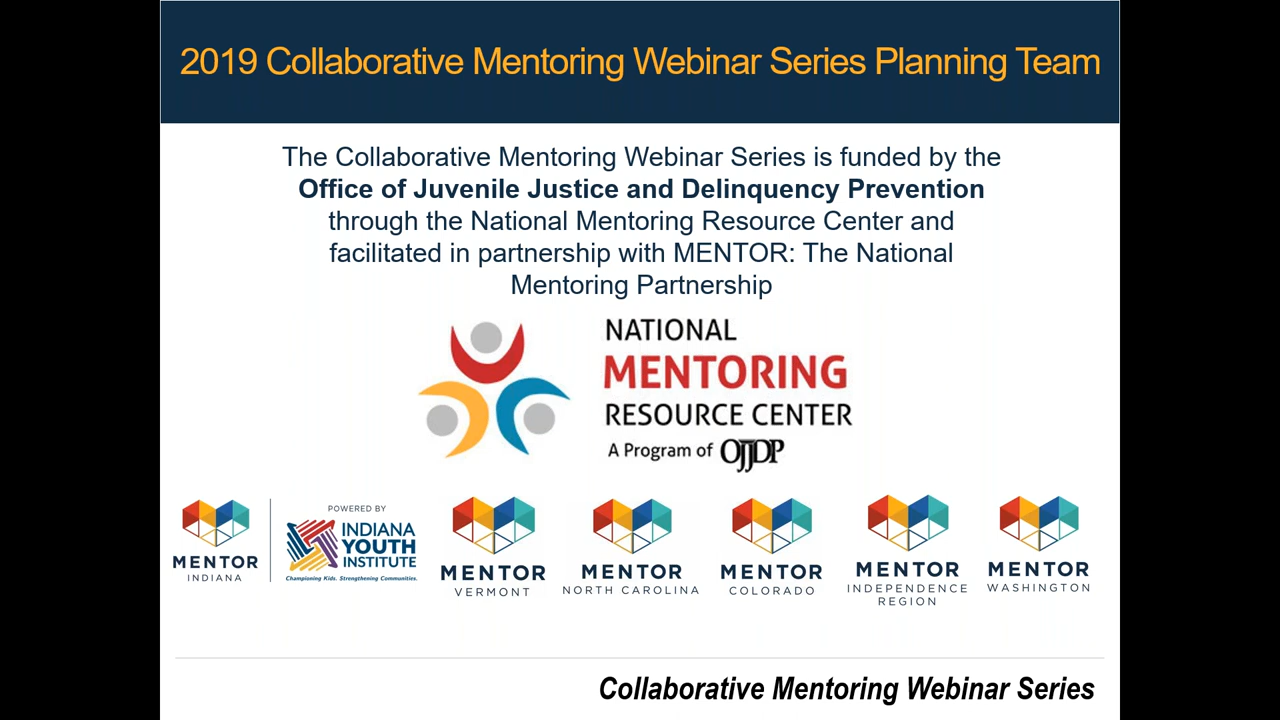 2019 Collaborative Mentoring Webinar Series Planning Team
The Collaborative Mentoring Webinar Series is funded by the
Office of Juvenile Justice and Delinquency Prevention
through the National Mentoring Resource Center and
facilitated in partnership with MENTOR: The National
Mentoring Partnership
NATIONAL
MENTORING
RESOURCE CENTER
A Program of OJJDP
MENTOR
INDIANA
POWERED BY
INDIANA
YOUTH
INSTITUTE
Championing Kids. Strengthening Communities.
MENTOR
VERMONT
MENTOR
NORTH CAROLINA
MENTOR
COLORADO
MENTOR
INDEPENDENCE
REGION
MENTOR
WASHINGTON
Collaborative Mentoring Webinar Series